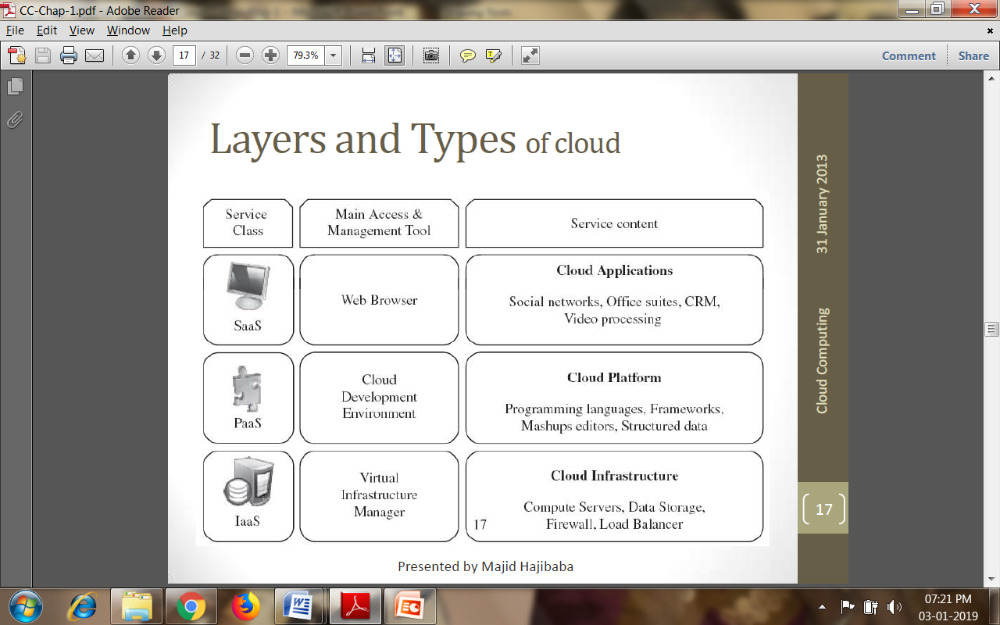 CC-Chap-1.pdf - Adobe Reader
File Edit View Window Help
17 / 32 79.3% Comment Share
Layers and Types of cloud
Service
Class
Main Access &
Management Tool
Service content
SaaS
Web Browser
Cloud Applications
Social networks, Office suites, CRM,
Video processing
PaaS
Cloud
Development
Environment
Cloud Platform
Programming languages, Frameworks,
Mashups editors, Structured data
IaaS
Virtual
Infrastructure
Manager
Cloud Infrastructure
Compute Servers, Data Storage,
Firewall, Load Balancer
17
Presented by Majid Hajibaba
31 January 2013
Cloud Computing
17
07:21 PM
03-01-2019